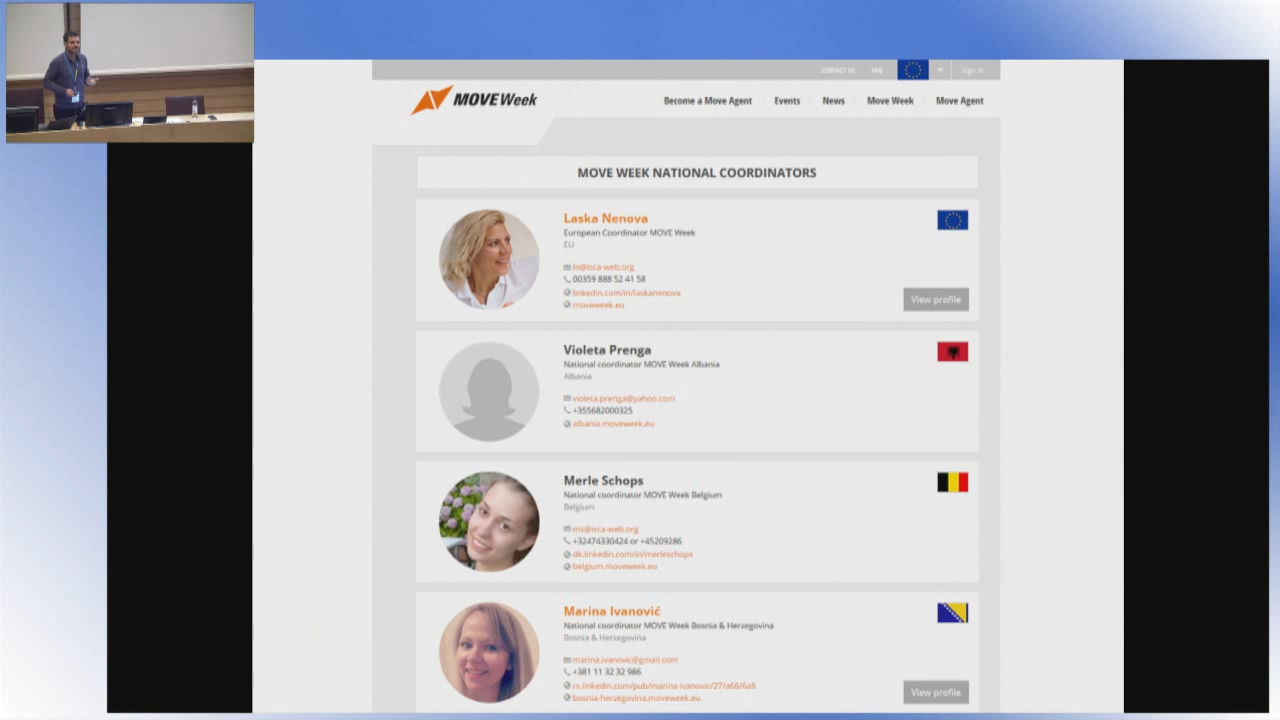 CONTACT US FAQ Sign in
MOVE Week
Become a Move Agent Events News Move Week Move Agent
MOVE WEEK NATIONAL COORDINATORS
Laska Nenova
European Coordinator MOVE Week
EU
ln@isca-web.org
00359 888 52 41 58
linkedin.com/in/laskanenova
moveweek.eu
View profile
Violeta Prenga
National coordinator MOVE Week Albania
Albania
violeta.prenga@yahoo.com
+355682000325
albania.moveweek.eu
Merle Schops
National coordinator MOVE Week Belgium
Belgium
ms@isca-web.org
+32474330424 or +45209286
dk.linkedin.com/in/merleschops
belgium.moveweek.eu
Marina Ivanović
National coordinator MOVE Week Bosnia & Herzegovina
Bosnia & Herzegovina
marina.ivanovic@gmail.com
+381 11 32 32 986
rs.linkedin.com/pub/marina-ivanovic/27/a66/6a9
bosnia-herzegovina.moveweek.eu
View profile